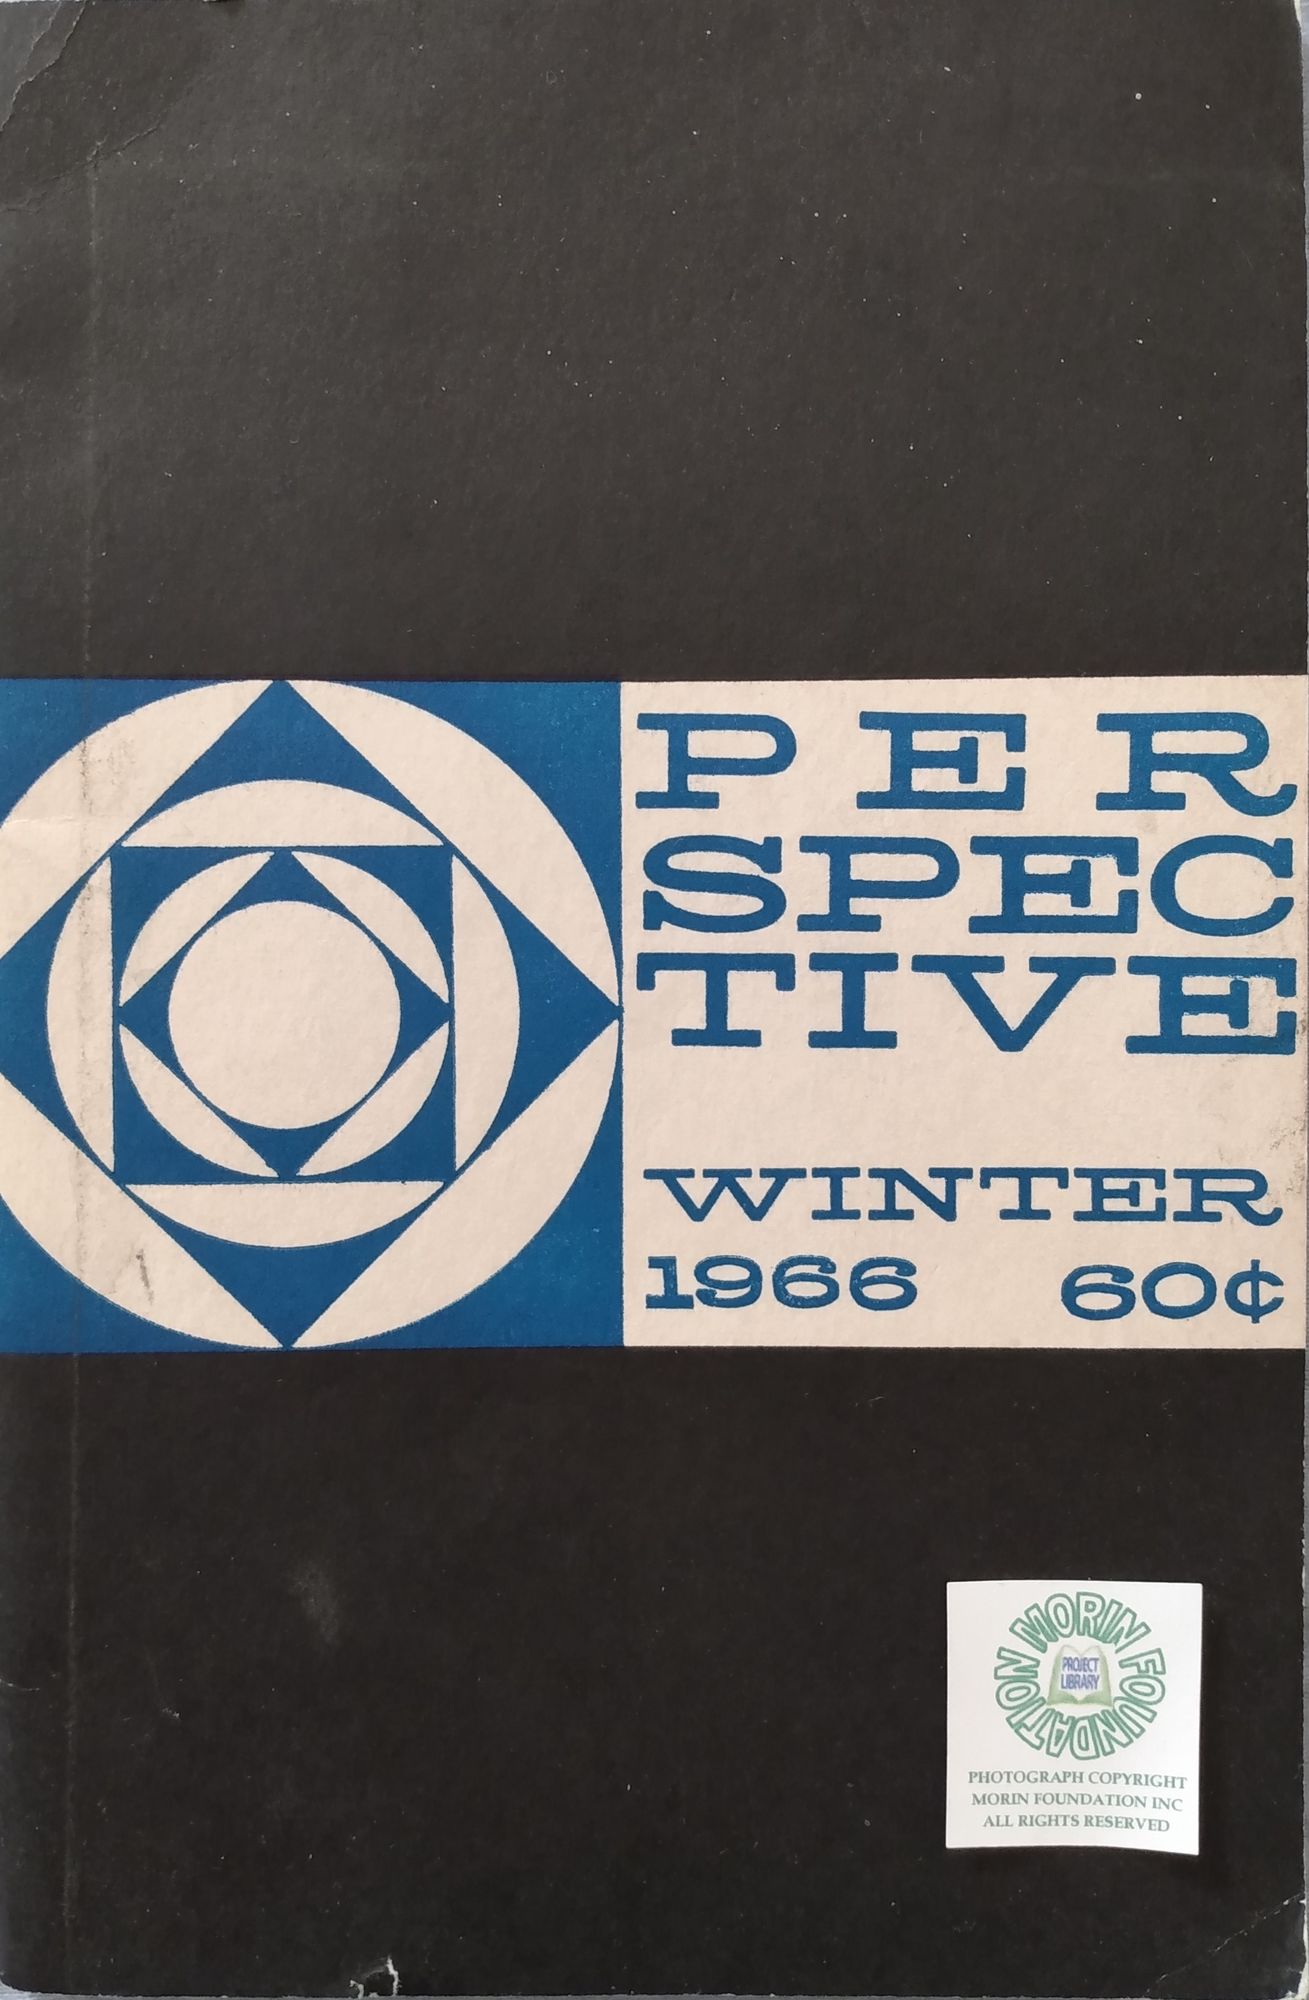 PER
SPEC
TIVE
WINTER
1966 60¢
MORIN FOUNDATION
PROJECT
LIBRARY
PHOTOGRAPH COPYRIGHT
MORIN FOUNDATION INC
ALL RIGHTS RESERVED